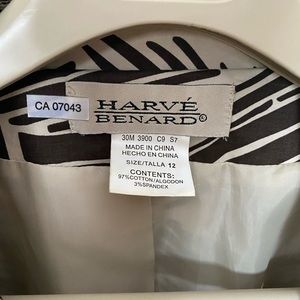 CA 07043
HARVÉ
BENARD®
30M 3900 C9 S7
MADE IN CHINA
HECHO EN CHINA
SIZE/TALLA 12
CONTENTS:
97%COTTON/ALGODON
3%SPANDEX